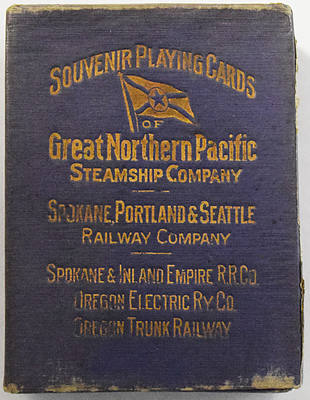 SOUVENIR PLAYING CARDS
OF
Great Northern Pacific
STEAMSHIP COMPANY
SPOKANE, PORTLAND & SEATTLE
RAILWAY COMPANY
SPOKANE & INLAND EMPIRE R.R.CO.
OREGON ELECTRIC RY. CO.
OREGON TRUNK RAILWAY